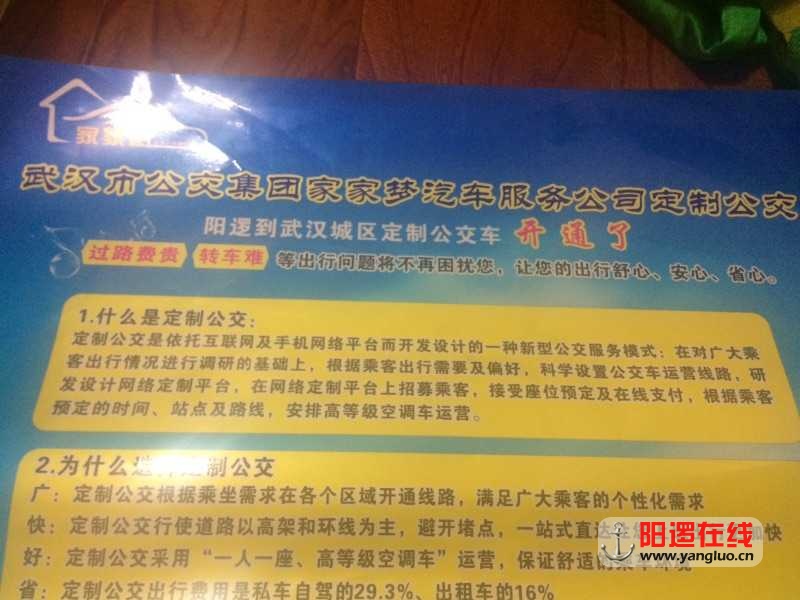 武汉市公交集团家家梦汽车服务公司定制公交
阳逻到武汉城区定制公交车 开通了
过路费贵 转车难 等出行问题将不再困扰您，让您的出行舒心、安心、省心。
1.什么是定制公交：
定制公交是依托互联网及手机网络平台而开发设计的一种新型公交服务模式：在对广大乘
客出行情况进行调研的基础上，根据乘客出行需要及偏好，科学设置公交车运营线路，研
发设计网络定制平台，在网络定制平台上招募乘客，接受座位预定及在线支付，根据乘客
预定的时间、站点及路线，安排高等级空调车运营。
2.为什么选择定制公交
广：定制公交根据乘坐需求在各个区域开通线路，满足广大乘客的个性化需求
快：定制公交行使道路以高架和环线为主，避开堵点，一站式直达
好：定制公交采用“一人一座、高等级空调车”运营，保证舒适的乘车环境
省：定制公交出行费用是私车自驾的29.3%、出租车的16%
阳逻在线
www.yangluo.cn